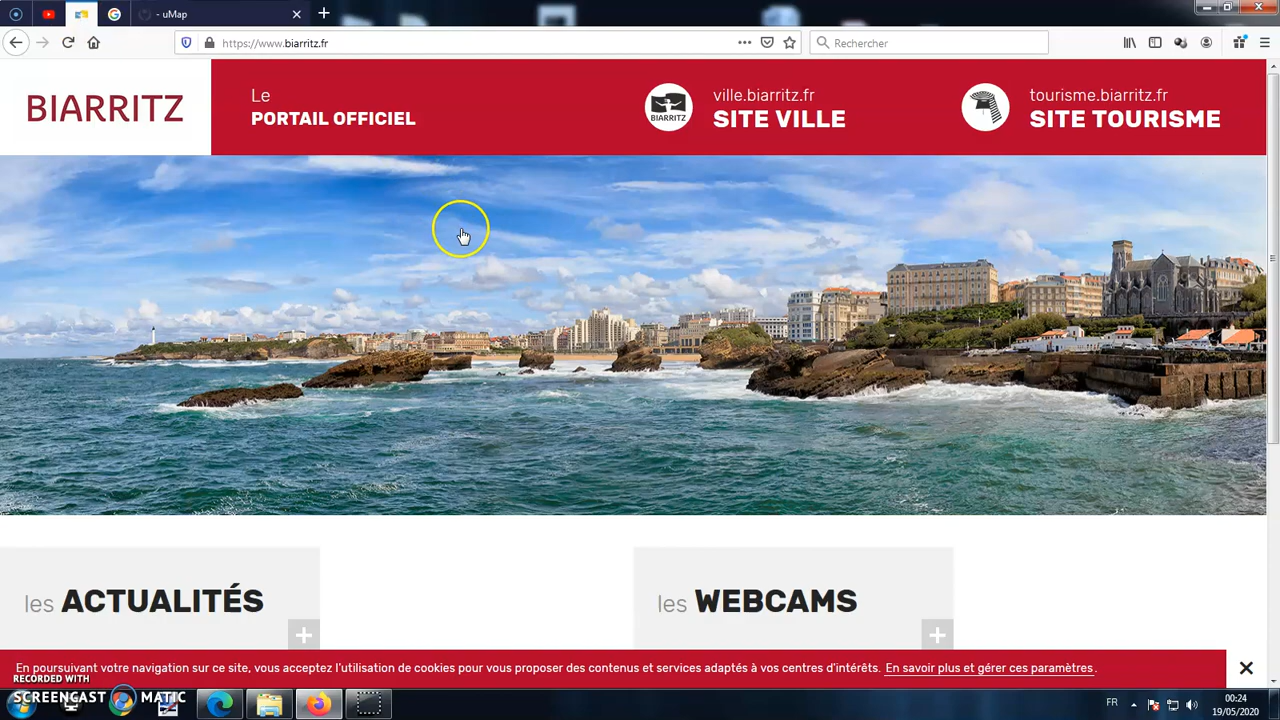 - uMap
https://www.biarritz.fr
Rechercher
BIARRITZ
Le
PORTAIL OFFICIEL
BIARRITZ
ville.biarritz.fr
SITE VILLE
tourisme.biarritz.fr
SITE TOURISME
les ACTUALITÉS
+
les WEBCAMS
+
En poursuivant votre navigation sur ce site, vous acceptez l'utilisation de cookies pour vous proposer des contenus et services adaptés à vos centres d'intérêts. En savoir plus et gérer ces paramètres.
RECORDED WITH
SCREENCAST MATIC
FR
00:24
19/05/2020